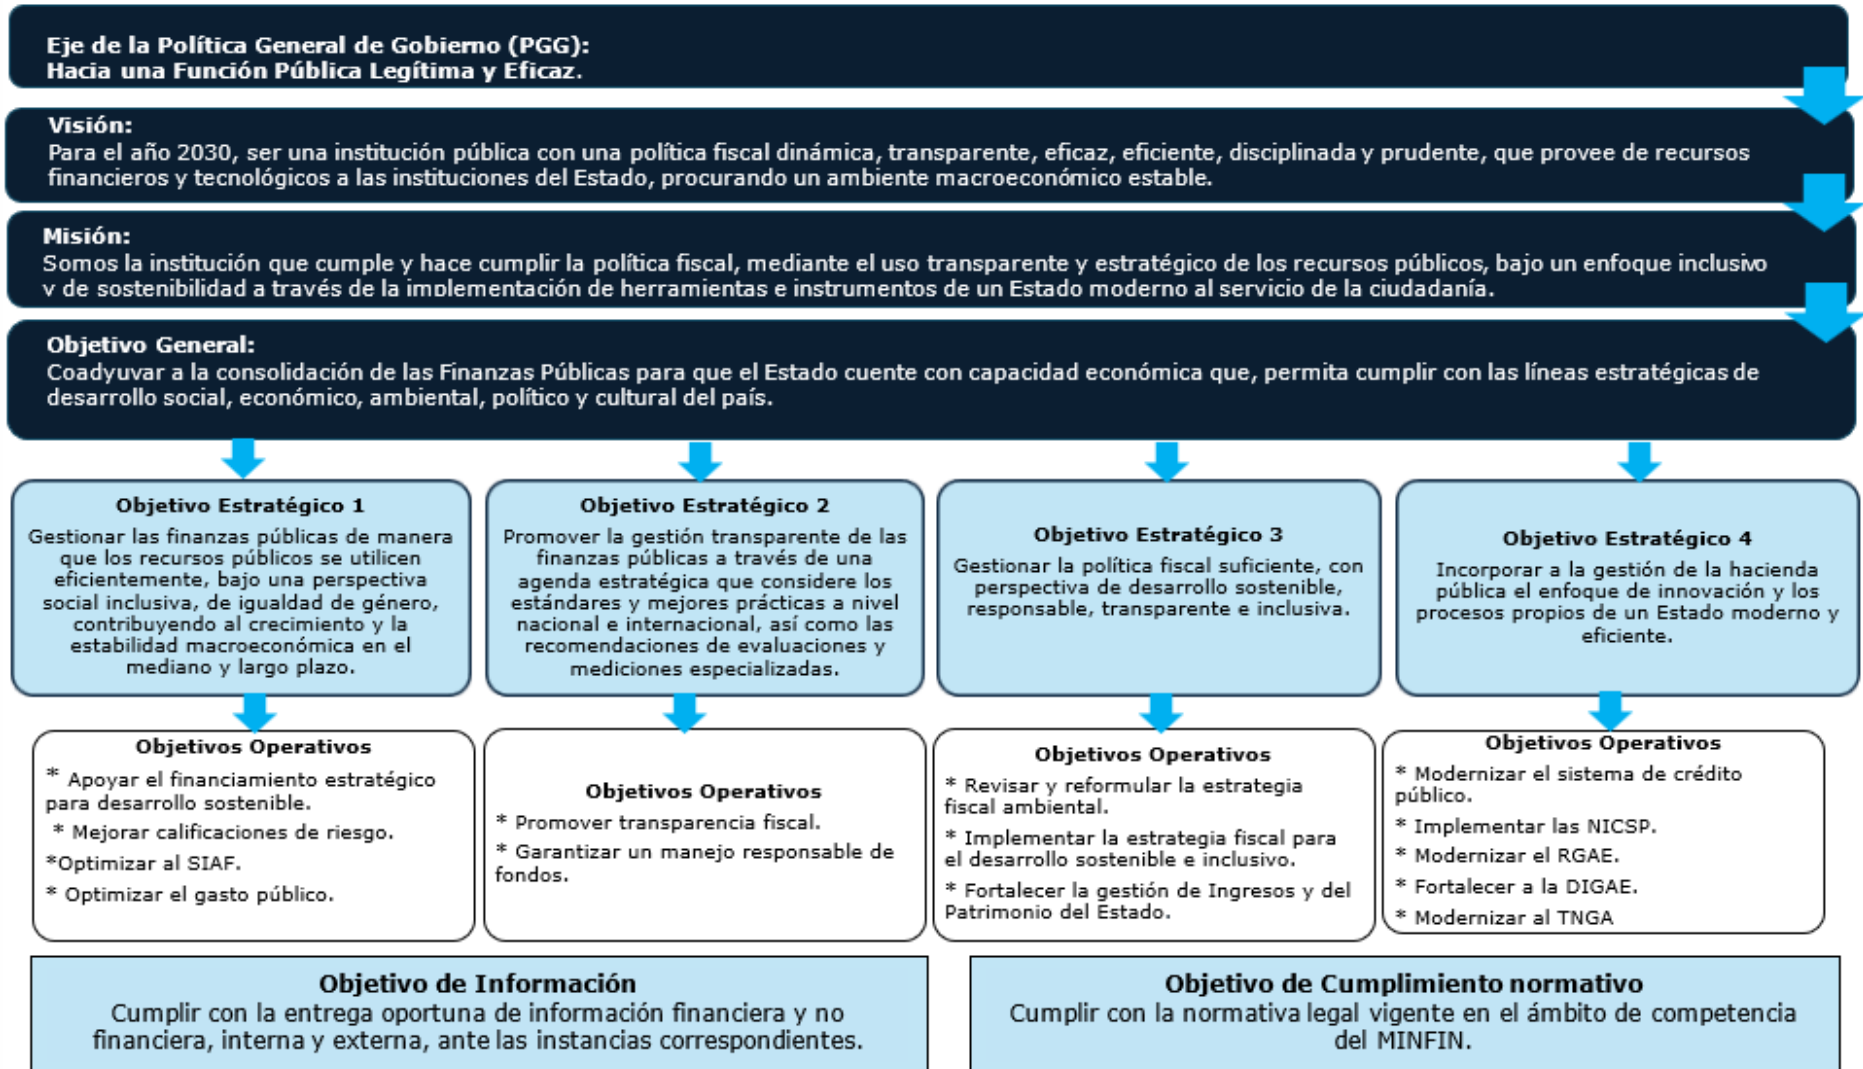 Eje de la Política General de Gobierno (PGG):
Hacia una Función Pública Legítima y Eficaz.
Visión:
Para el año 2030, ser una institución pública con una política fiscal dinámica, transparente, eficaz, eficiente, disciplinada y prudente, que provee de recursos
financieros y tecnológicos a las instituciones del Estado, procurando un ambiente macroeconómico estable.
Misión:
Somos la institución que cumple y hace cumplir la política fiscal, mediante el uso transparente y estratégico de los recursos públicos, bajo un enfoque inclusivo
y de sostenibilidad a través de la implementación de herramientas e instrumentos de un Estado moderno al servicio de la ciudadanía.
Objetivo General:
Coadyuvar a la consolidación de las Finanzas Públicas para que el Estado cuente con capacidad económica que, permita cumplir con las líneas estratégicas de
desarrollo social, económico, ambiental, político y cultural del país.
Objetivo Estratégico 1
Gestionar las finanzas públicas de manera
que los recursos públicos se utilicen
eficientemente, bajo una perspectiva
social inclusiva, de igualdad de género,
contribuyendo al crecimiento y la
estabilidad macroeconómica en el
mediano y largo plazo.
Objetivo Estratégico 2
Promover la gestión transparente de las
finanzas públicas a través de una
agenda estratégica que considere los
estándares y mejores prácticas a nivel
nacional e internacional, así como las
recomendaciones de evaluaciones y
mediciones especializadas.
Objetivo Estratégico 3
Gestionar la política fiscal suficiente, con
perspectiva de desarrollo sostenible,
responsable, transparente e inclusiva.
Objetivo Estratégico 4
Incorporar a la gestión de la hacienda
pública el enfoque de innovación y los
procesos propios de un Estado moderno y
eficiente.
Objetivos Operativos
* Apoyar el financiamiento estratégico
para desarrollo sostenible.
* Mejorar calificaciones de riesgo.
*Optimizar al SIAF.
* Optimizar el gasto público.
Objetivos Operativos
* Promover transparencia fiscal.
* Garantizar un manejo responsable de
fondos.
Objetivos Operativos
* Revisar y reformular la estrategia
fiscal ambiental.
* Implementar la estrategia fiscal para
el desarrollo sostenible e inclusivo.
* Fortalecer la gestión de Ingresos y del
Patrimonio del Estado.
Objetivos Operativos
* Modernizar el sistema de crédito
público.
* Implementar las NICSP.
* Modernizar el RGAE.
* Fortalecer a la DIGAE.
* Modernizar al TNGA
Objetivo de Información
Cumplir con la entrega oportuna de información financiera y no
financiera, interna y externa, ante las instancias correspondientes.
Objetivo de Cumplimiento normativo
Cumplir con la normativa legal vigente en el ámbito de competencia
del MINFIN.